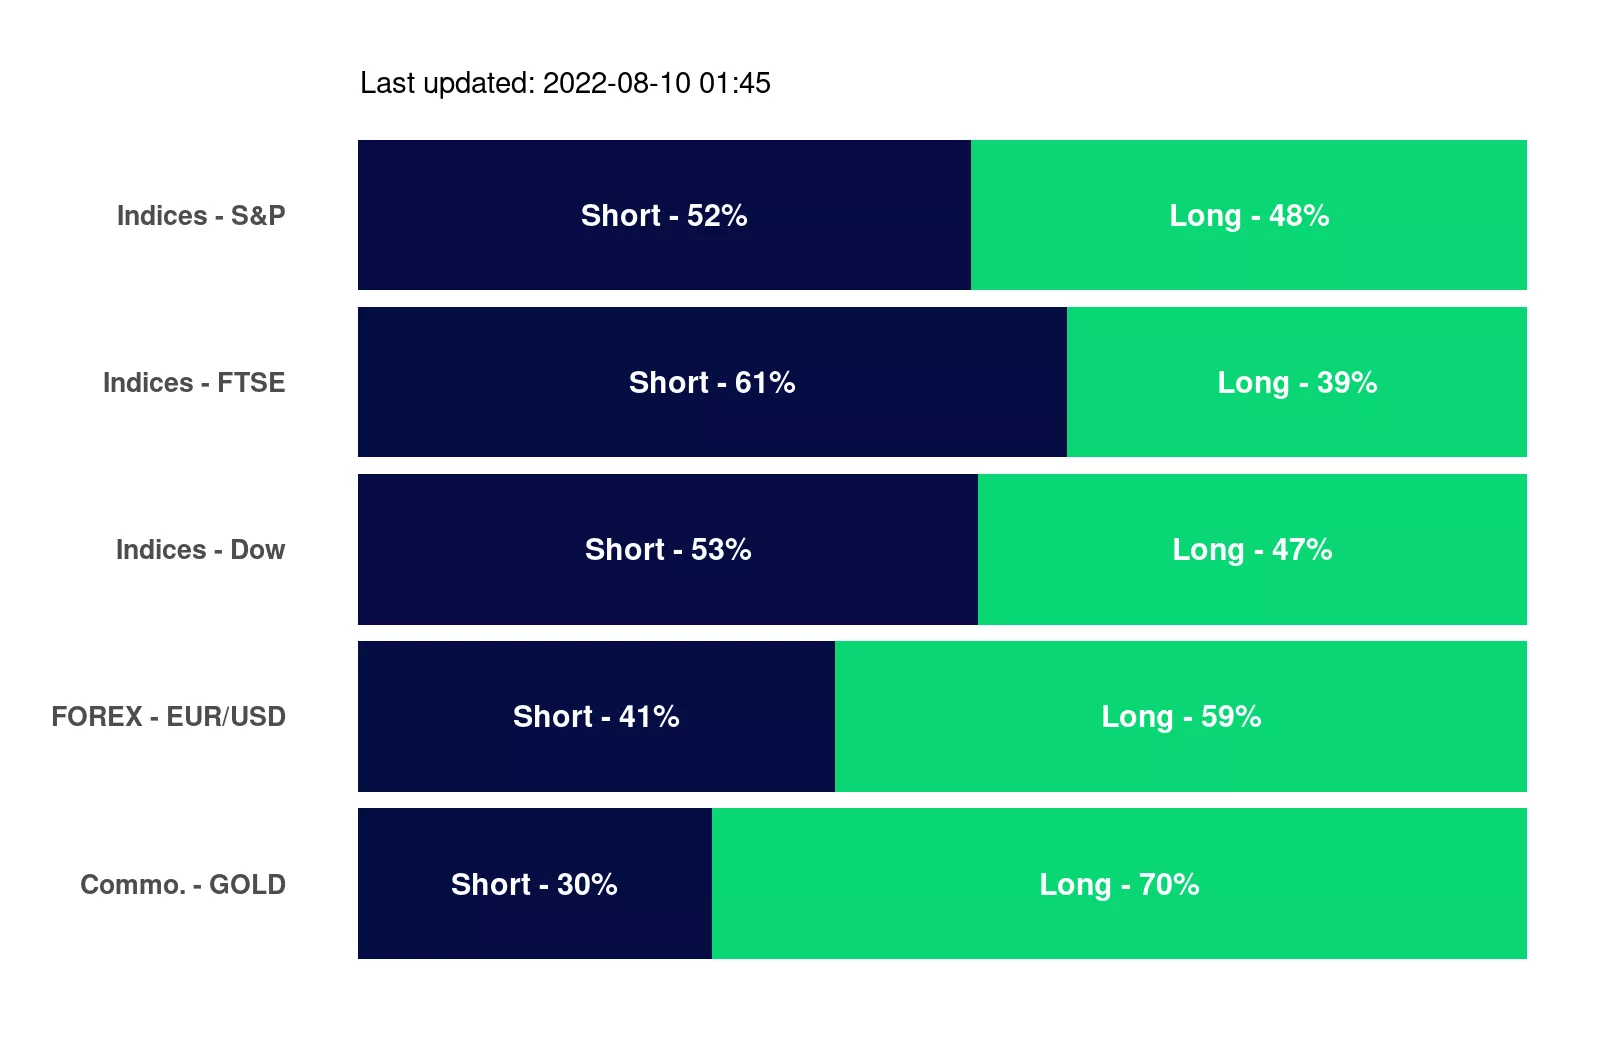 Last updated: 2022-08-10 01:45
Indices - S&P
Short - 52%
Long - 48%
Indices - FTSE
Short - 61%
Long - 39%
Indices - Dow
Short - 53%
Long - 47%
FOREX - EUR/USD
Short - 41%
Long - 59%
Commo. - GOLD
Short - 30%
Long - 70%